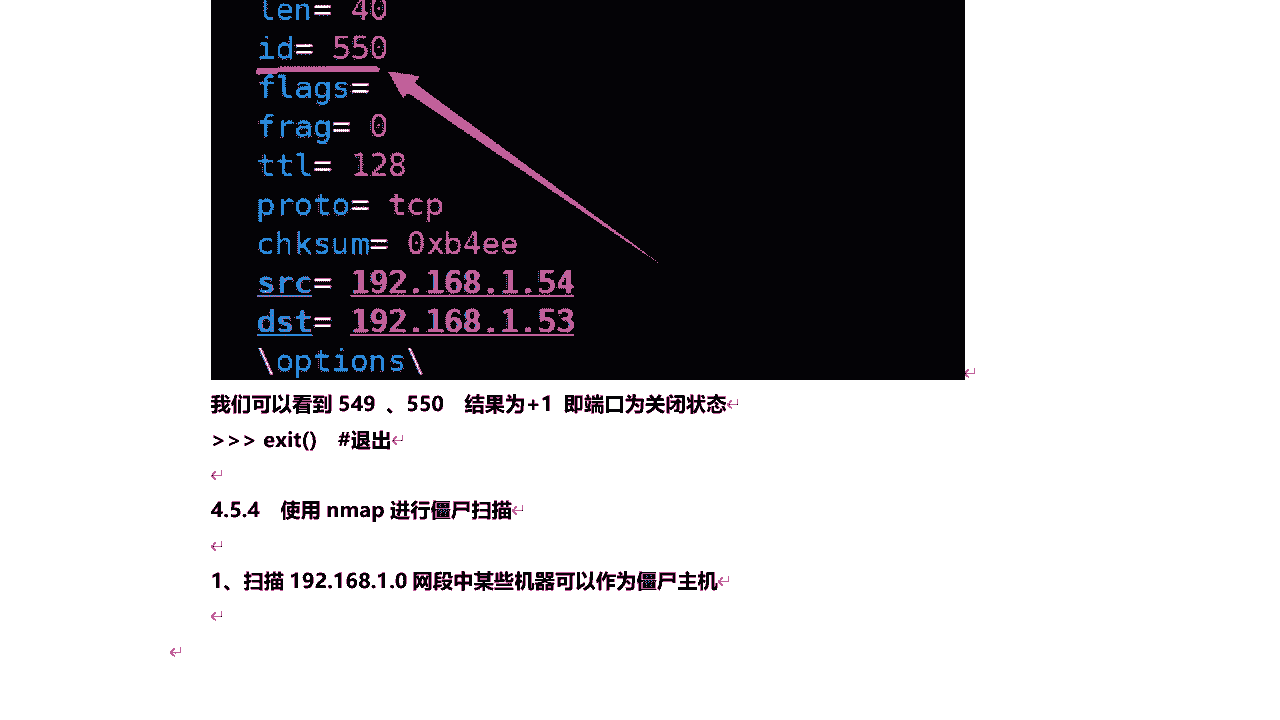 len= 40
id= 550
flags=
frag= 0
ttl= 128
proto= tcp
chksum= 0xb4ee
src= 192.168.1.54
dst= 192.168.1.53
\options\
我们可以看到 549 、550 结果为+1 即端口为关闭状态
>>> exit() #退出
4.5.4 使用 nmap 进行僵尸扫描
1、扫描 192.168.1.0 网段中某些机器可以作为僵尸主机